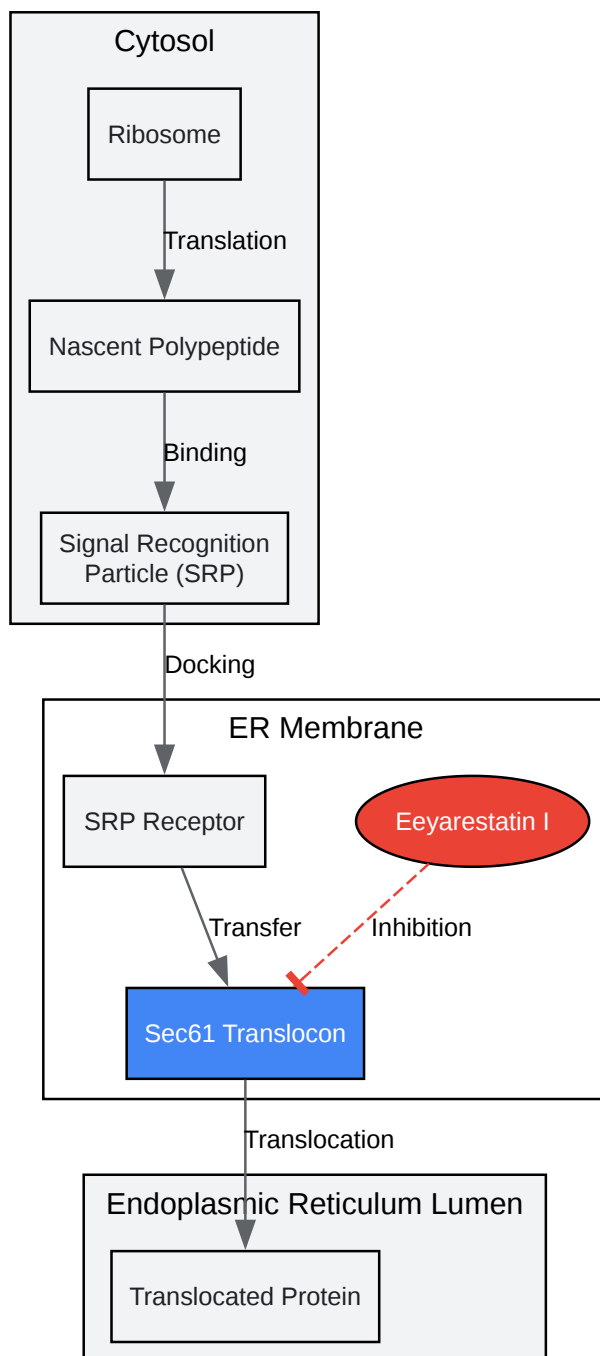 Cytosol
Ribosome
Translation
Nascent Polypeptide
Binding
Signal Recognition
Particle (SRP)
Docking
ER Membrane
SRP Receptor
Eeyarestatin I
Transfer
Inhibition
Sec61 Translocon
Translocation
Endoplasmic Reticulum Lumen
Translocated Protein